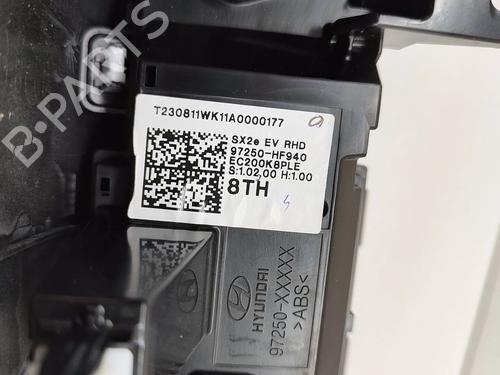 B-PARTS
T230811WK11A0000177
SX2e EV RHD
97250-HF940
EC200K8PLE
S:1.02,00 H:1.00
8TH
HYUNDAI
97250-XXXXX
>ABS<